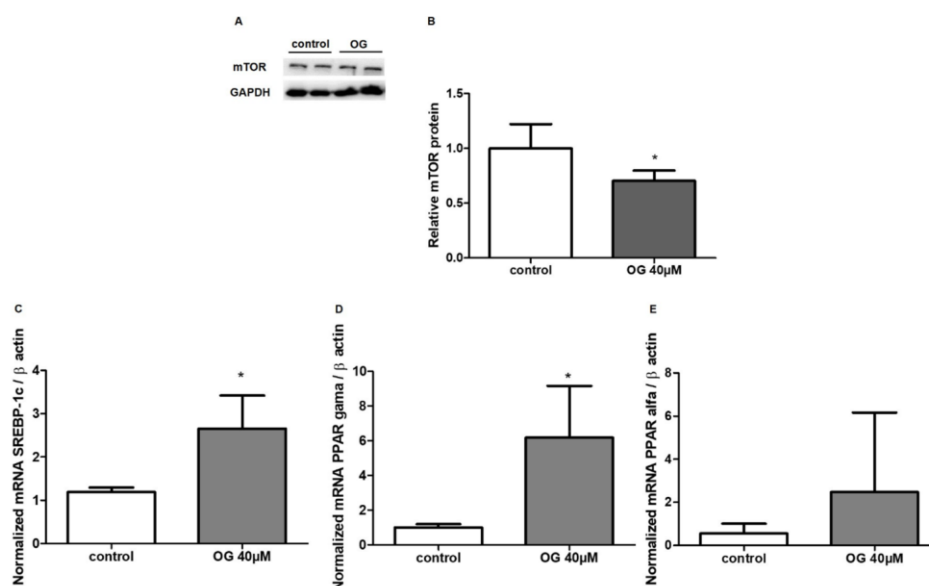 A
control OG
mTOR
GAPDH
B
Relative mTOR protein
1.5
1.0
0.5
0.0
*
control OG 40µM
C
Normalized mRNA SREBP-1c / β actin
4
3
2
1
0
*
control OG 40µM
D
Normalized mRNA PPAR gama / β actin
10
8
6
4
2
0
*
control OG 40µM
E
Normalized mRNA PPAR alfa / β actin
8
6
4
2
0
control OG 40µM